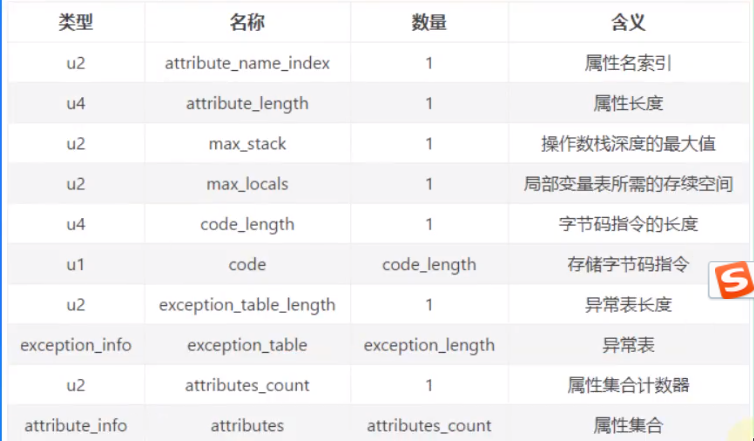 类型 名称 数量 含义
u2 attribute_name_index 1 属性名索引
u4 attribute_length 1 属性长度
u2 max_stack 1 操作数栈深度的最大值
u2 max_locals 1 局部变量表所需的存续空间
u4 code_length 1 字节码指令的长度
u1 code code_length 存储字节码指令
u2 exception_table_length 1 异常表长度
exception_info exception_table exception_length 异常表
u2 attributes_count 1 属性集合计数器
attribute_info attributes attributes_count 属性集合